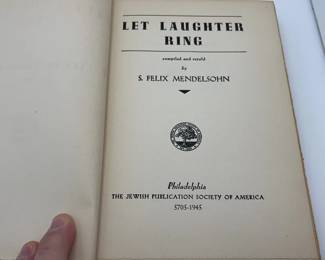 LET LAUGHTER
RING
compiled and retold
by
S. FELIX MENDELSOHN
Philadelphia
THE JEWISH PUBLICATION SOCIETY OF AMERICA
5705-1945